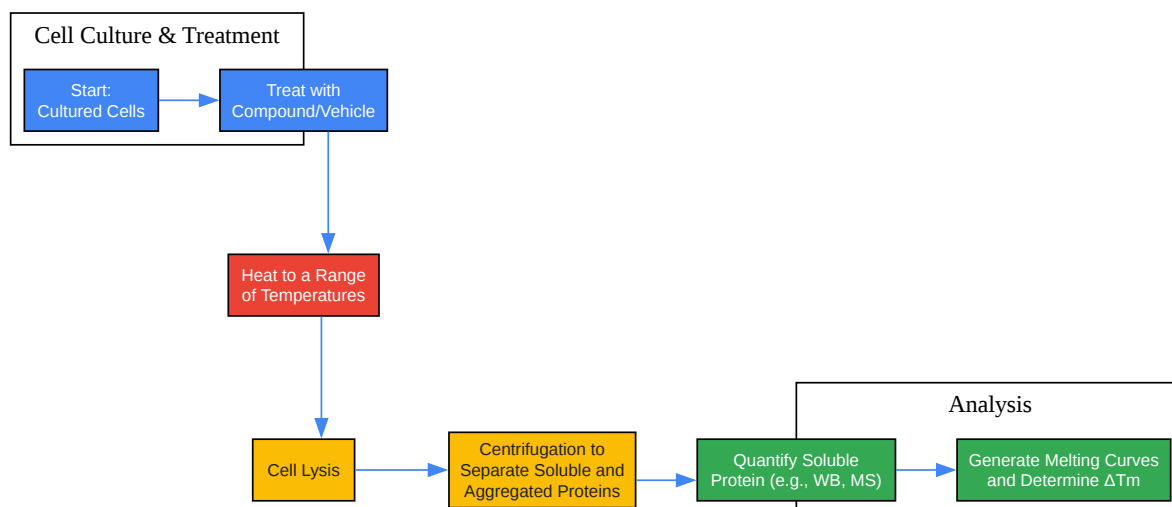 Cell Culture & Treatment
Start:
Cultured Cells
Treat with
Compound/Vehicle
Heat to a Range
of Temperatures
Cell Lysis
Centrifugation to
Separate Soluble and
Aggregated Proteins
Analysis
Quantify Soluble
Protein (e.g., WB, MS)
Generate Melting Curves
and Determine ΔTm